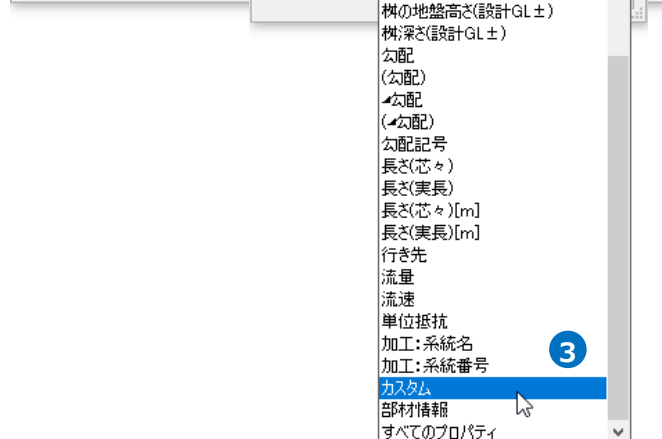 桝の地盤高さ(設計GL±)
桝深さ(設計GL±)
勾配
(勾配)
◢勾配
(◢勾配)
勾配記号
長さ(芯々)
長さ(実長)
長さ(芯々)[m]
長さ(実長)[m]
行き先
流量
流速
単位抵抗
加工:系統名
加工:系統番号
3
カスタム
部材情報
すべてのプロパティ